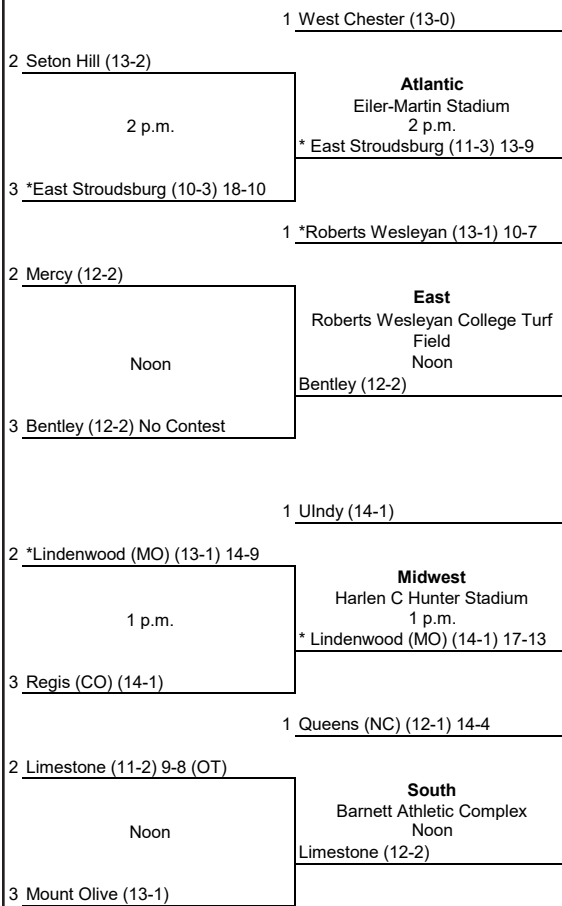 1 West Chester (13-0)
2 Seton Hill (13-2)
Atlantic
Eiler-Martin Stadium
2 p.m.
2 p.m.
* East Stroudsburg (11-3) 13-9
3 *East Stroudsburg (10-3) 18-10
1 *Roberts Wesleyan (13-1) 10-7
2 Mercy (12-2)
East
Roberts Wesleyan College Turf
Field
Noon
Noon
Bentley (12-2)
3 Bentley (12-2) No Contest
1 UIndy (14-1)
2 *Lindenwood (MO) (13-1) 14-9
Midwest
Harlen C Hunter Stadium
1 p.m.
1 p.m.
* Lindenwood (MO) (14-1) 17-13
3 Regis (CO) (14-1)
1 Queens (NC) (12-1) 14-4
2 Limestone (11-2) 9-8 (OT)
South
Barnett Athletic Complex
Noon
Noon
Limestone (12-2)
3 Mount Olive (13-1)